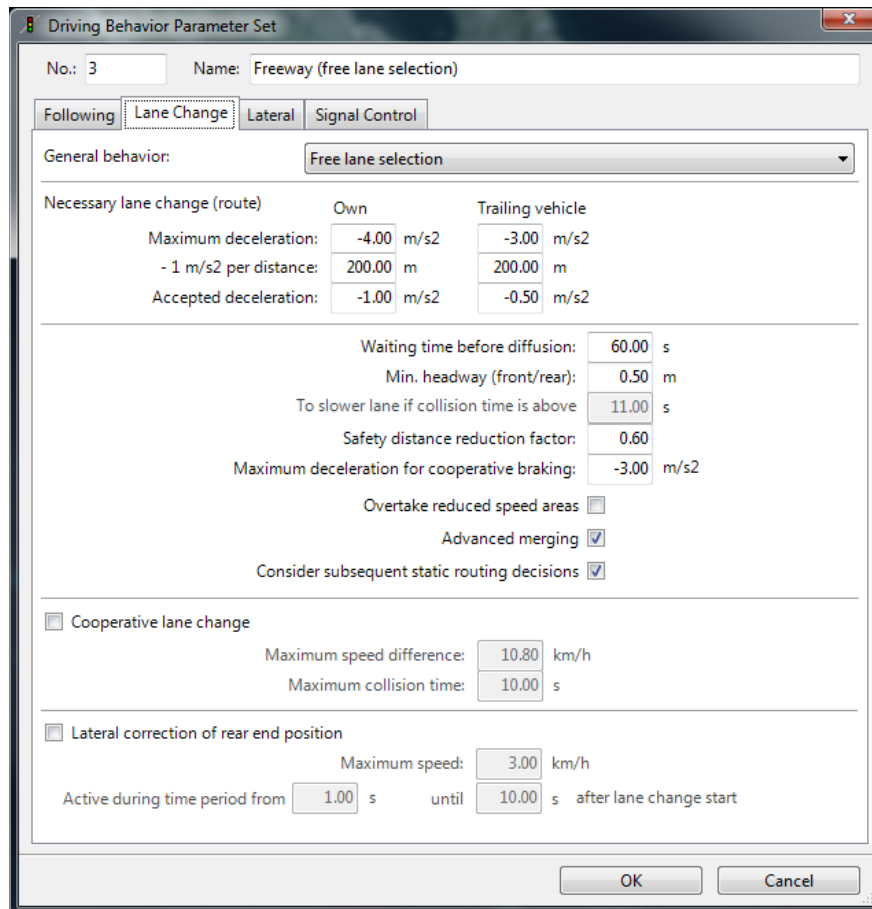 Driving Behavior Parameter Set
No.: 3 Name: Freeway (free lane selection)
Following Lane Change Lateral Signal Control
General behavior: Free lane selection
Necessary lane change (route) Own Trailing vehicle
Maximum deceleration: -4.00 m/s2 -3.00 m/s2
- 1 m/s2 per distance: 200.00 m 200.00 m
Accepted deceleration: -1.00 m/s2 -0.50 m/s2
Waiting time before diffusion: 60.00 s
Min. headway (front/rear): 0.50 m
To slower lane if collision time is above 11.00 s
Safety distance reduction factor: 0.60
Maximum deceleration for cooperative braking: -3.00 m/s2
Overtake reduced speed areas
Advanced merging
Consider subsequent static routing decisions
Cooperative lane change
Maximum speed difference: 10.80 km/h
Maximum collision time: 10.00 s
Lateral correction of rear end position
Maximum speed: 3.00 km/h
Active during time period from 1.00 s until 10.00 s after lane change start
OK Cancel